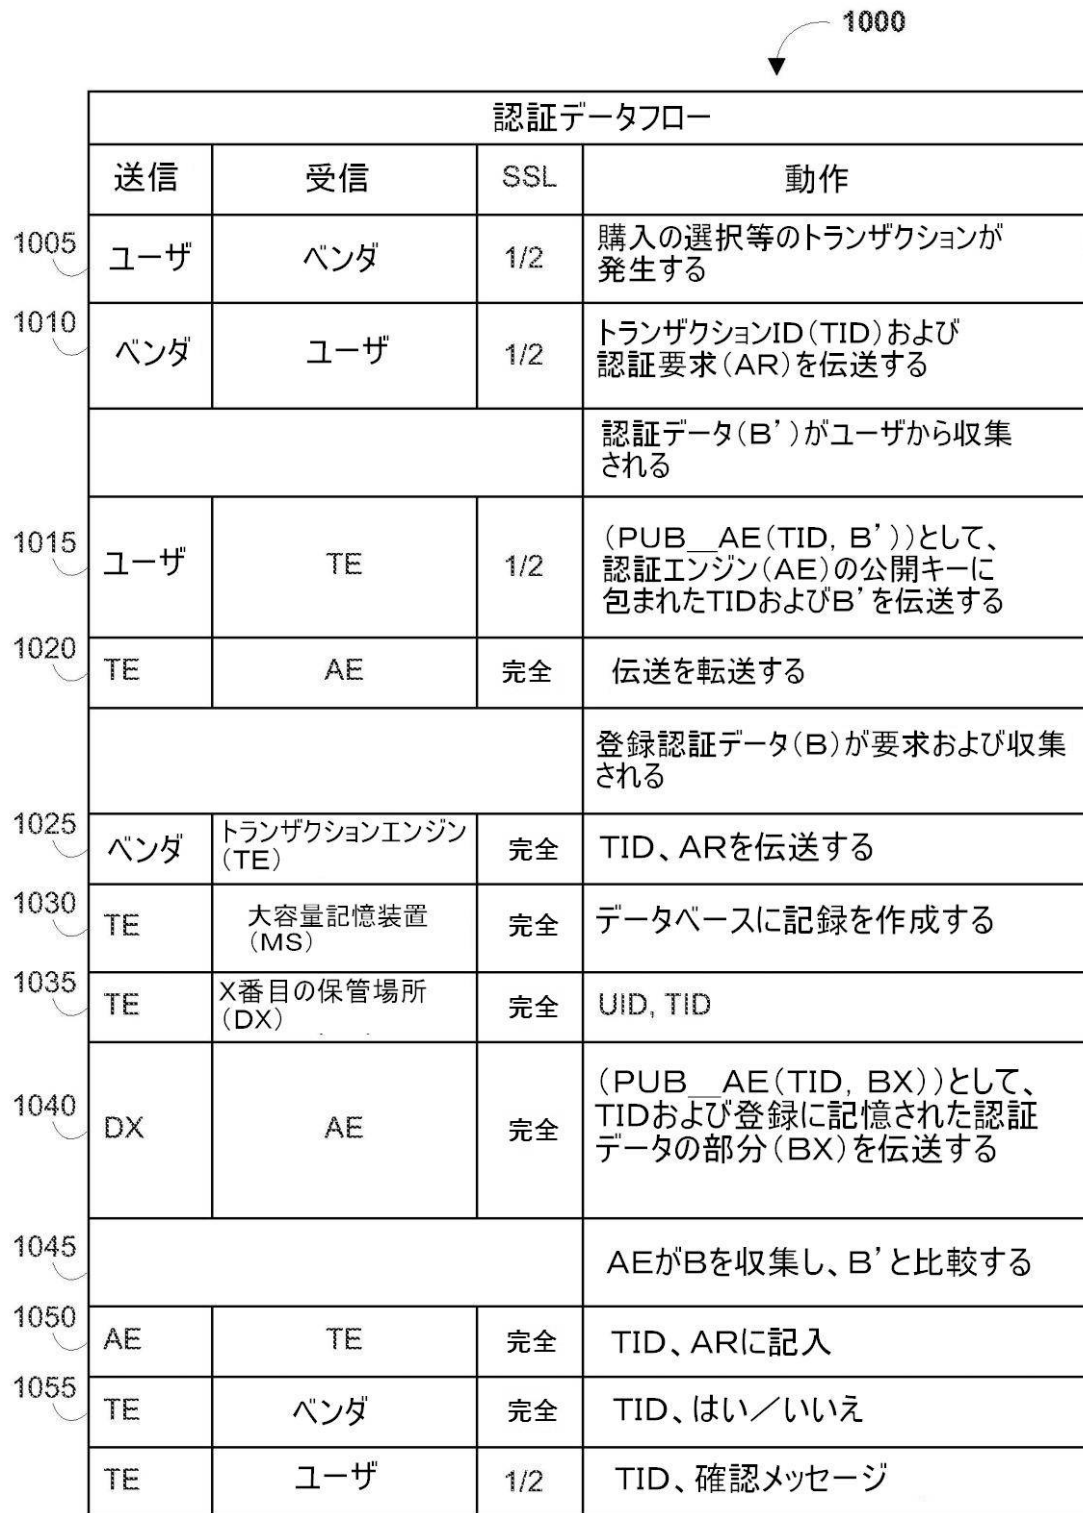 1000
認証データフロー
送信 受信 SSL 動作
1005 ユーザ ベンダ 1/2 購入の選択等のトランザクションが
発生する
1010 ベンダ ユーザ 1/2 トランザクションID(TID)および
認証要求(AR)を伝送する
認証データ(B’)がユーザから収集
される
1015 ユーザ TE 1/2 (PUB__AE(TID, B’))として、
認証エンジン(AE)の公開キーに
包まれたTIDおよびB’を伝送する
1020 TE AE 完全 伝送を転送する
登録認証データ(B)が要求および収集
される
1025 ベンダ トランザクションエンジン
(TE) 完全 TID、ARを伝送する
1030 TE 大容量記憶装置
(MS) 完全 データベースに記録を作成する
1035 TE X番目の保管場所
(DX) 完全 UID, TID
1040 DX AE 完全 (PUB__AE(TID, BX))として、
TIDおよび登録に記憶された認証
データの部分(BX)を伝送する
1045 AEがBを収集し、B’と比較する
1050 AE TE 完全 TID、ARに記入
1055 TE ベンダ 完全 TID、はい/いいえ
TE ユーザ 1/2 TID、確認メッセージ